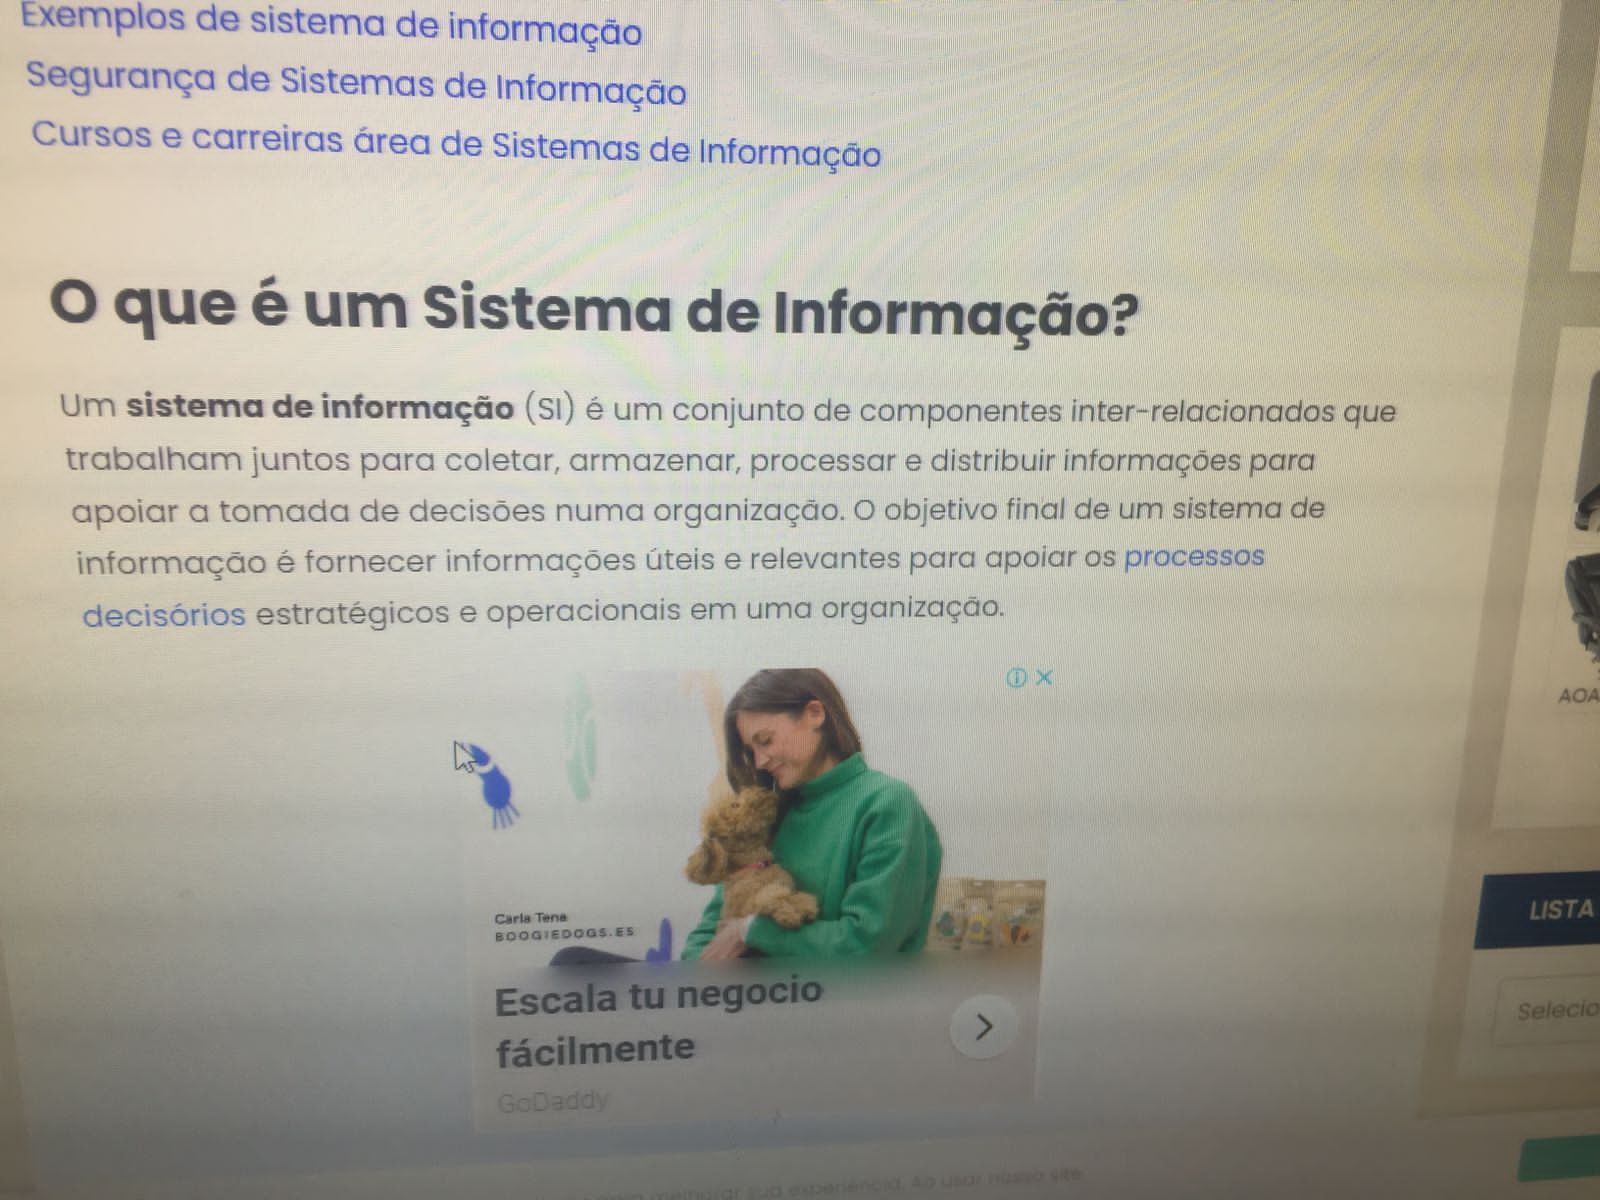 Exemplos de sistema de informação
Segurança de Sistemas de Informação
Cursos e carreiras área de Sistemas de Informação
O que é um Sistema de Informação?
Um sistema de informação (SI) é um conjunto de componentes inter-relacionados que
trabalham juntos para coletar, armazenar, processar e distribuir informações para
apoiar a tomada de decisões numa organização. O objetivo final de um sistema de
informação é fornecer informações úteis e relevantes para apoiar os processos
decisórios estratégicos e operacionais em uma organização.
AOA
Carla Tena
BOOGIEDOGS.ES
LISTA
Escala tu negocio
fácilmente
Selecio
GoDaddy
melhorar sua experiência. Ao usar nosso site